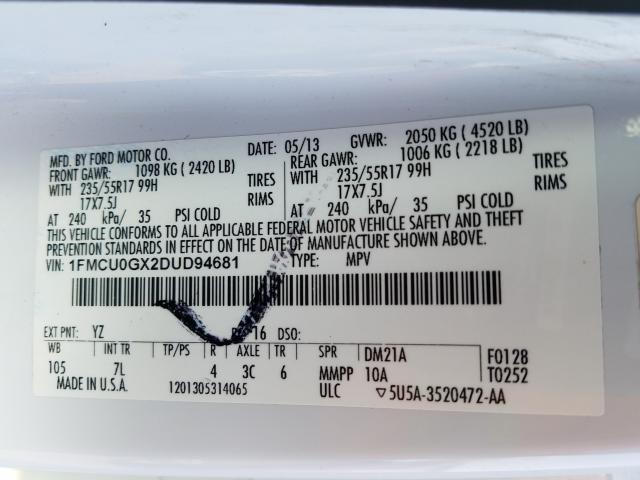 MFD. BY FORD MOTOR CO. DATE: 05/13 GVWR: 2050 KG ( 4520 LB)
FRONT GAWR: 1098 KG ( 2420 LB) REAR GAWR: 1006 KG ( 2218 LB)
WITH 235/55R17 99H TIRES WITH 235/55R17 99H TIRES
17X7.5J RIMS 17X7.5J RIMS
AT 240 kPa/ 35 PSI COLD AT 240 kPa/ 35 PSI COLD
THIS VEHICLE CONFORMS TO ALL APPLICABLE FEDERAL MOTOR VEHICLE SAFETY AND THEFT
PREVENTION STANDARDS IN EFFECT ON THE DATE OF MANUFACTURE SHOWN ABOVE.
VIN: 1FMCU0GX2DUD94681 TYPE: MPV
EXT PNT: YZ 16 DSO:
WB INT TR TP/PS R AXLE TR SPR DM21A F0128
105 7L 4 3C 6 MMPP 10A T0252
MADE IN U.S.A. 1201305314065 ULC ▽5U5A-3520472-AA